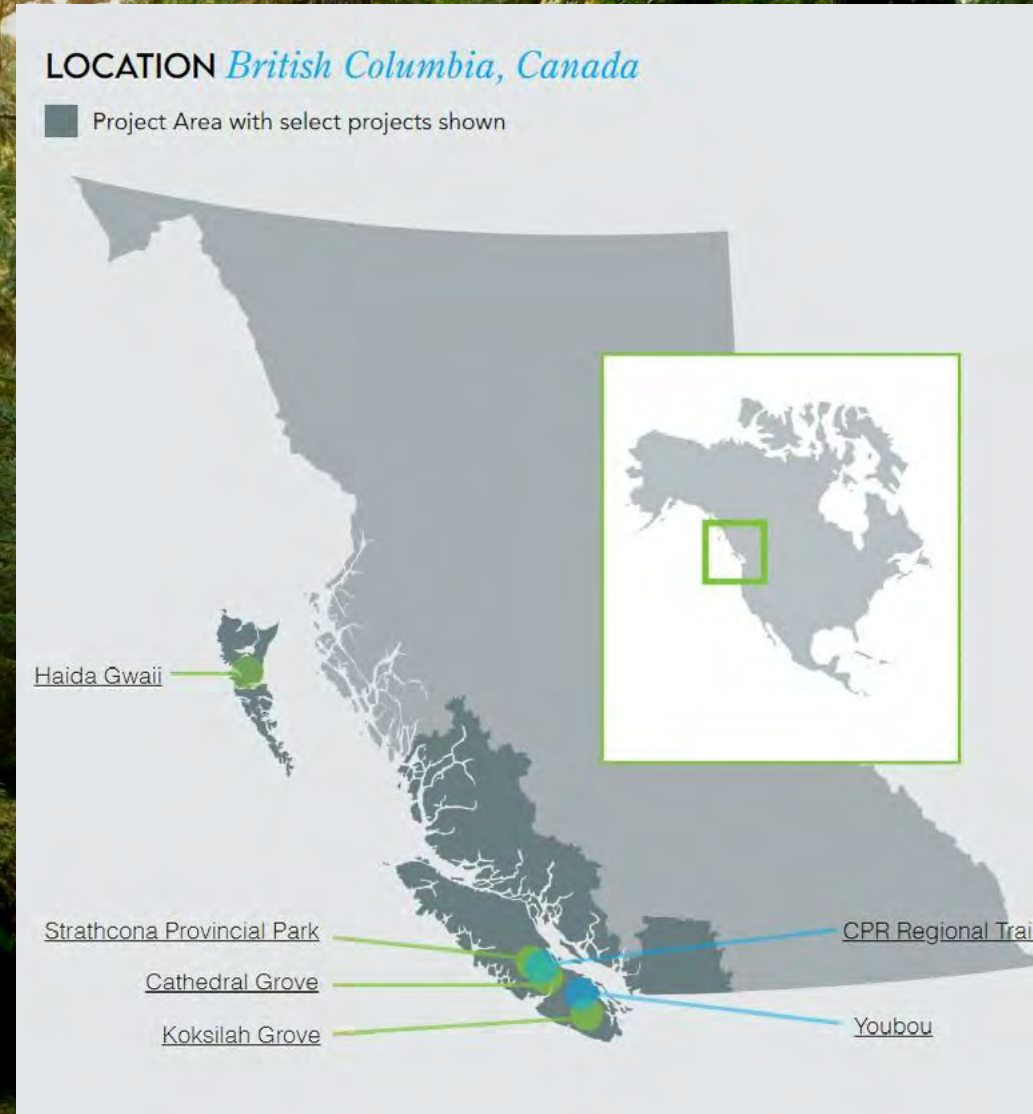 LOCATION British Columbia, Canada
Project Area with select projects shown
Haida Gwaii
Strathcona Provincial Park
CPR Regional Trai
Cathedral Grove
Youbou
Koksilah Grove